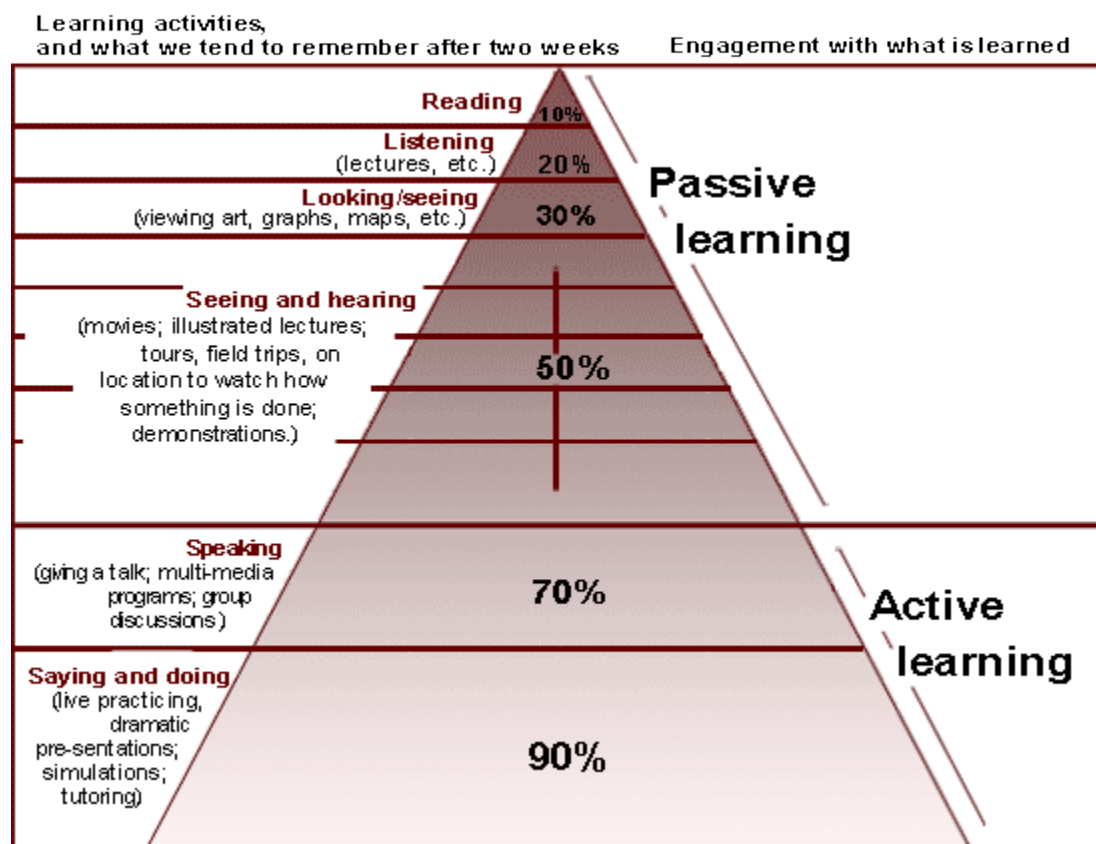 Learning activities,
and what we tend to remember after two weeks
Engagement with what is learned
Reading
10%
Listening
(lectures, etc.)
20%
Looking/seeing
(viewing art, graphs, maps, etc.)
30%
Passive
learning
Seeing and hearing
(movies; illustrated lectures;
tours, field trips, on
location to watch how
something is done;
demonstrations.)
50%
Speaking
(giving a talk; multi-media
programs; group
discussions)
70%
Active
learning
Saying and doing
(live practicing,
dramatic
pre-sentations;
simulations;
tutoring)
90%